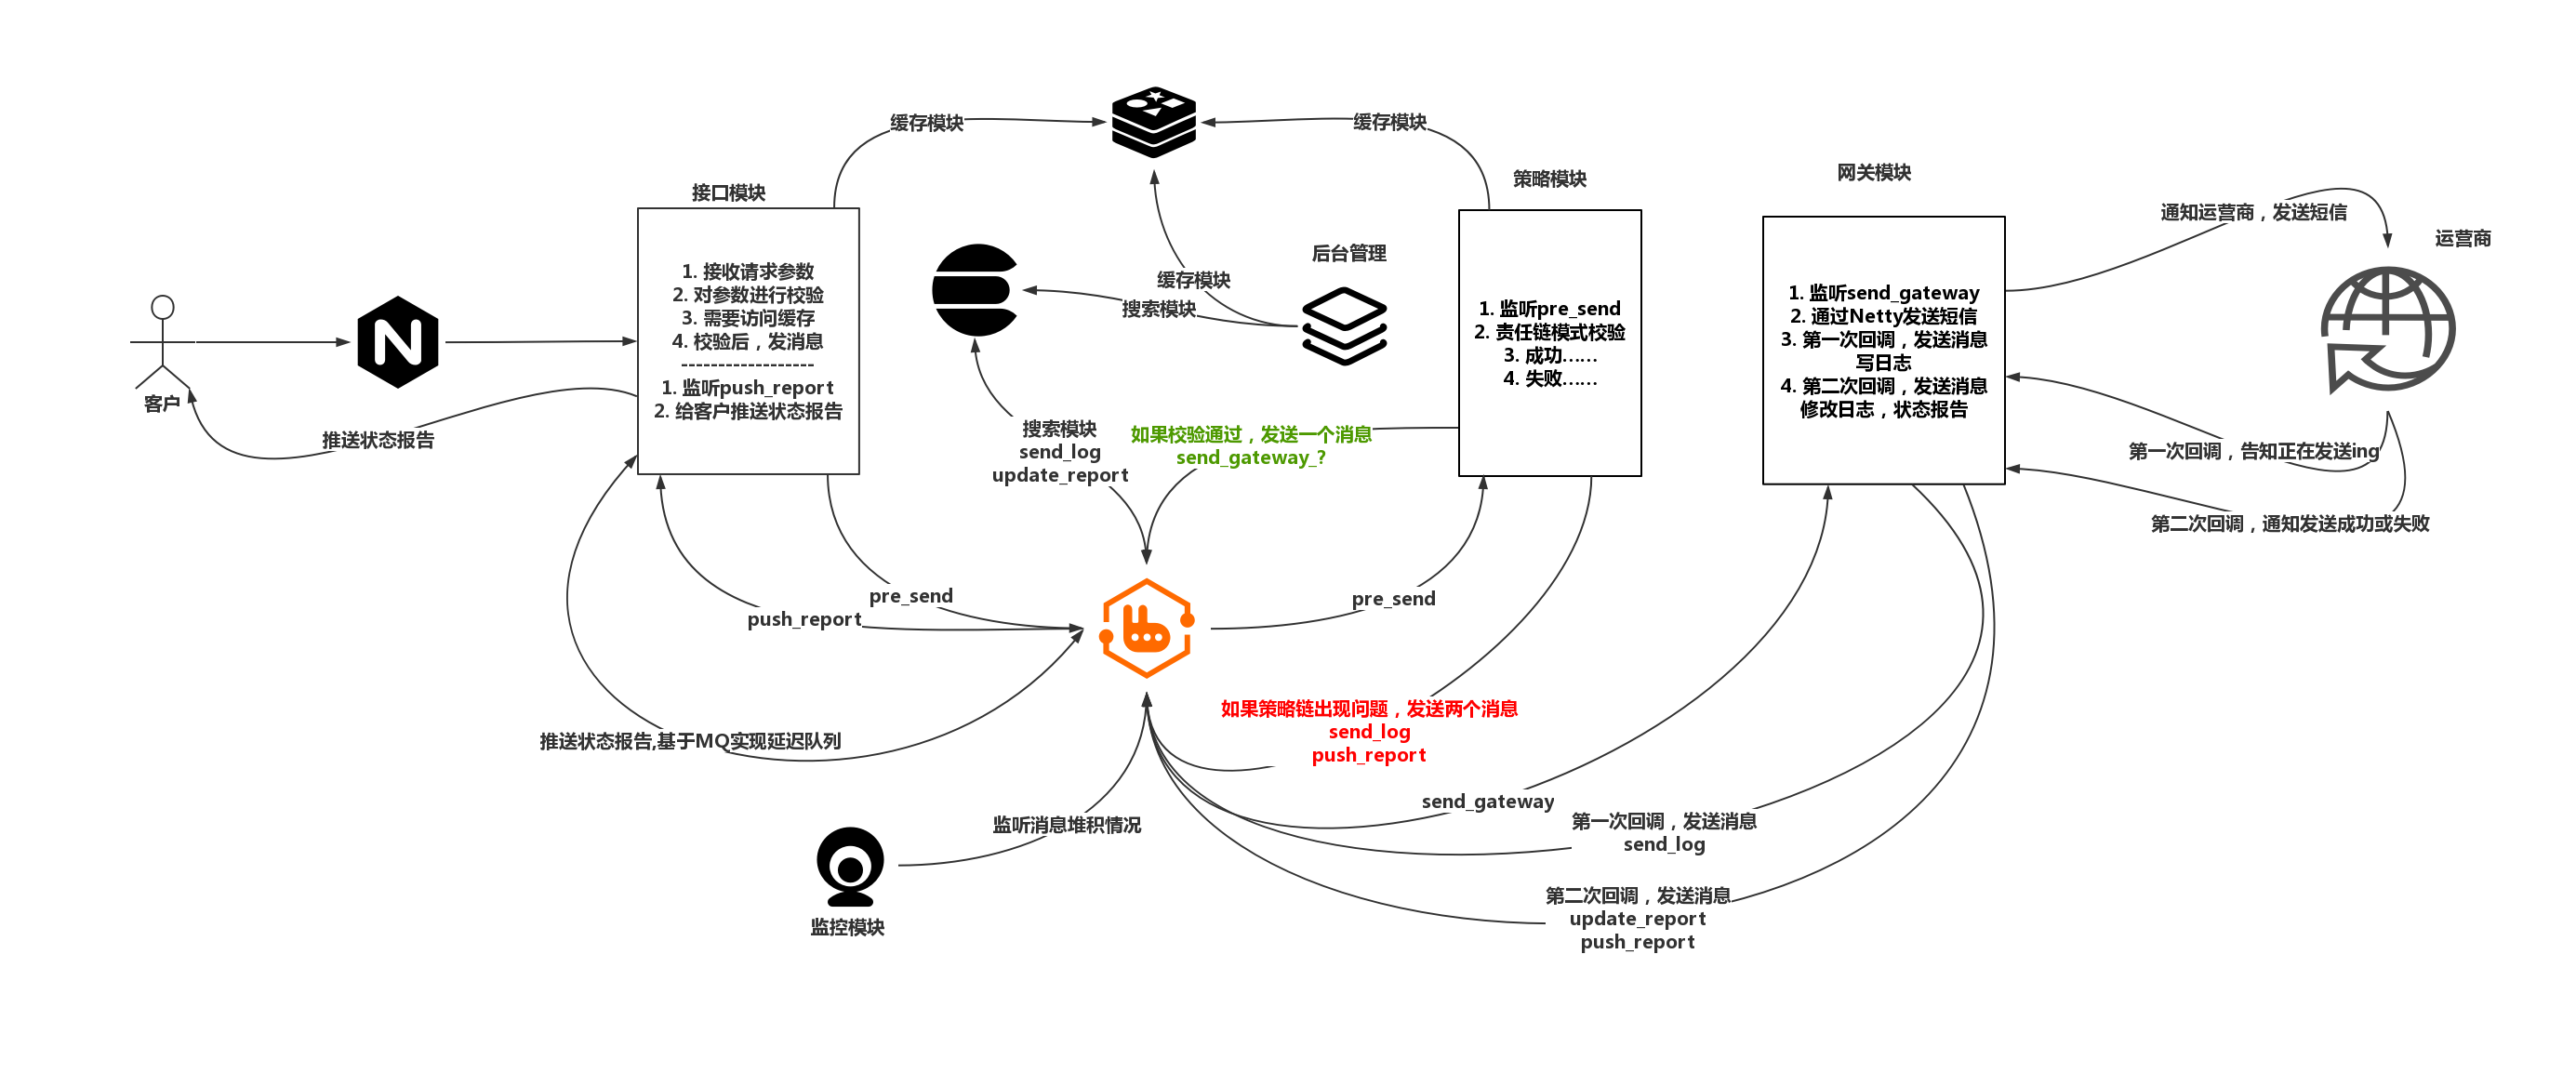 缓存模块
缓存模块
网关模块
策略模块
接口模块
通知运营商，发送短信
运营商
后台管理
1. 接收请求参数
2. 对参数进行校验
3. 需要访问缓存
4. 校验后，发消息
-------------------
1. 监听push_report
2. 给客户推送状态报告
缓存模块
搜索模块
1. 监听pre_send
2. 责任链模式校验
3. 成功……
4. 失败……
1. 监听send_gateway
2. 通过Netty发送短信
3. 第一次回调，发送消息
写日志
4. 第二次回调，发送消息
修改日志，状态报告
客户
推送状态报告
搜索模块
send_log
update_report
如果校验通过，发送一个消息
send_gateway_?
第一次回调，告知正在发送ing
第二次回调，通知发送成功或失败
pre_send
push_report
pre_send
如果策略链出现问题，发送两个消息
send_log
push_report
推送状态报告,基于MQ实现延迟队列
send_gateway
监听消息堆积情况
第一次回调，发送消息
send_log
第二次回调，发送消息
update_report
push_report
监控模块